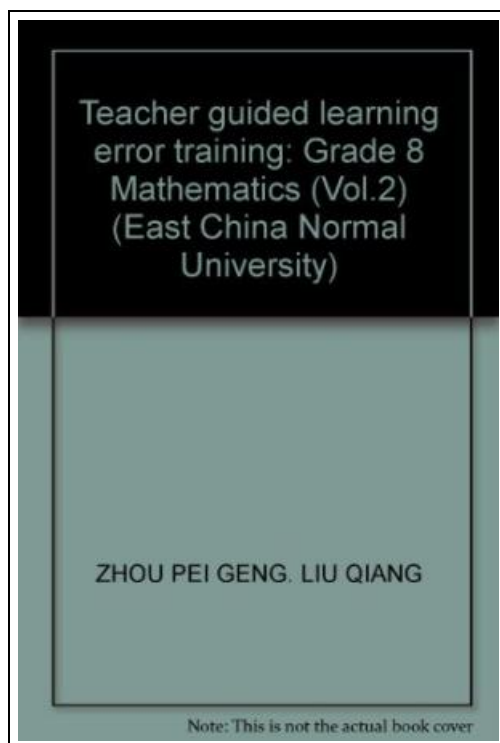 Teacher guided learning
error training: Grade 8
Mathematics (Vol.2)
(East China Normal
University)
ZHOU PEI GENG. LIU QIANG
Note: This is not the actual book cover